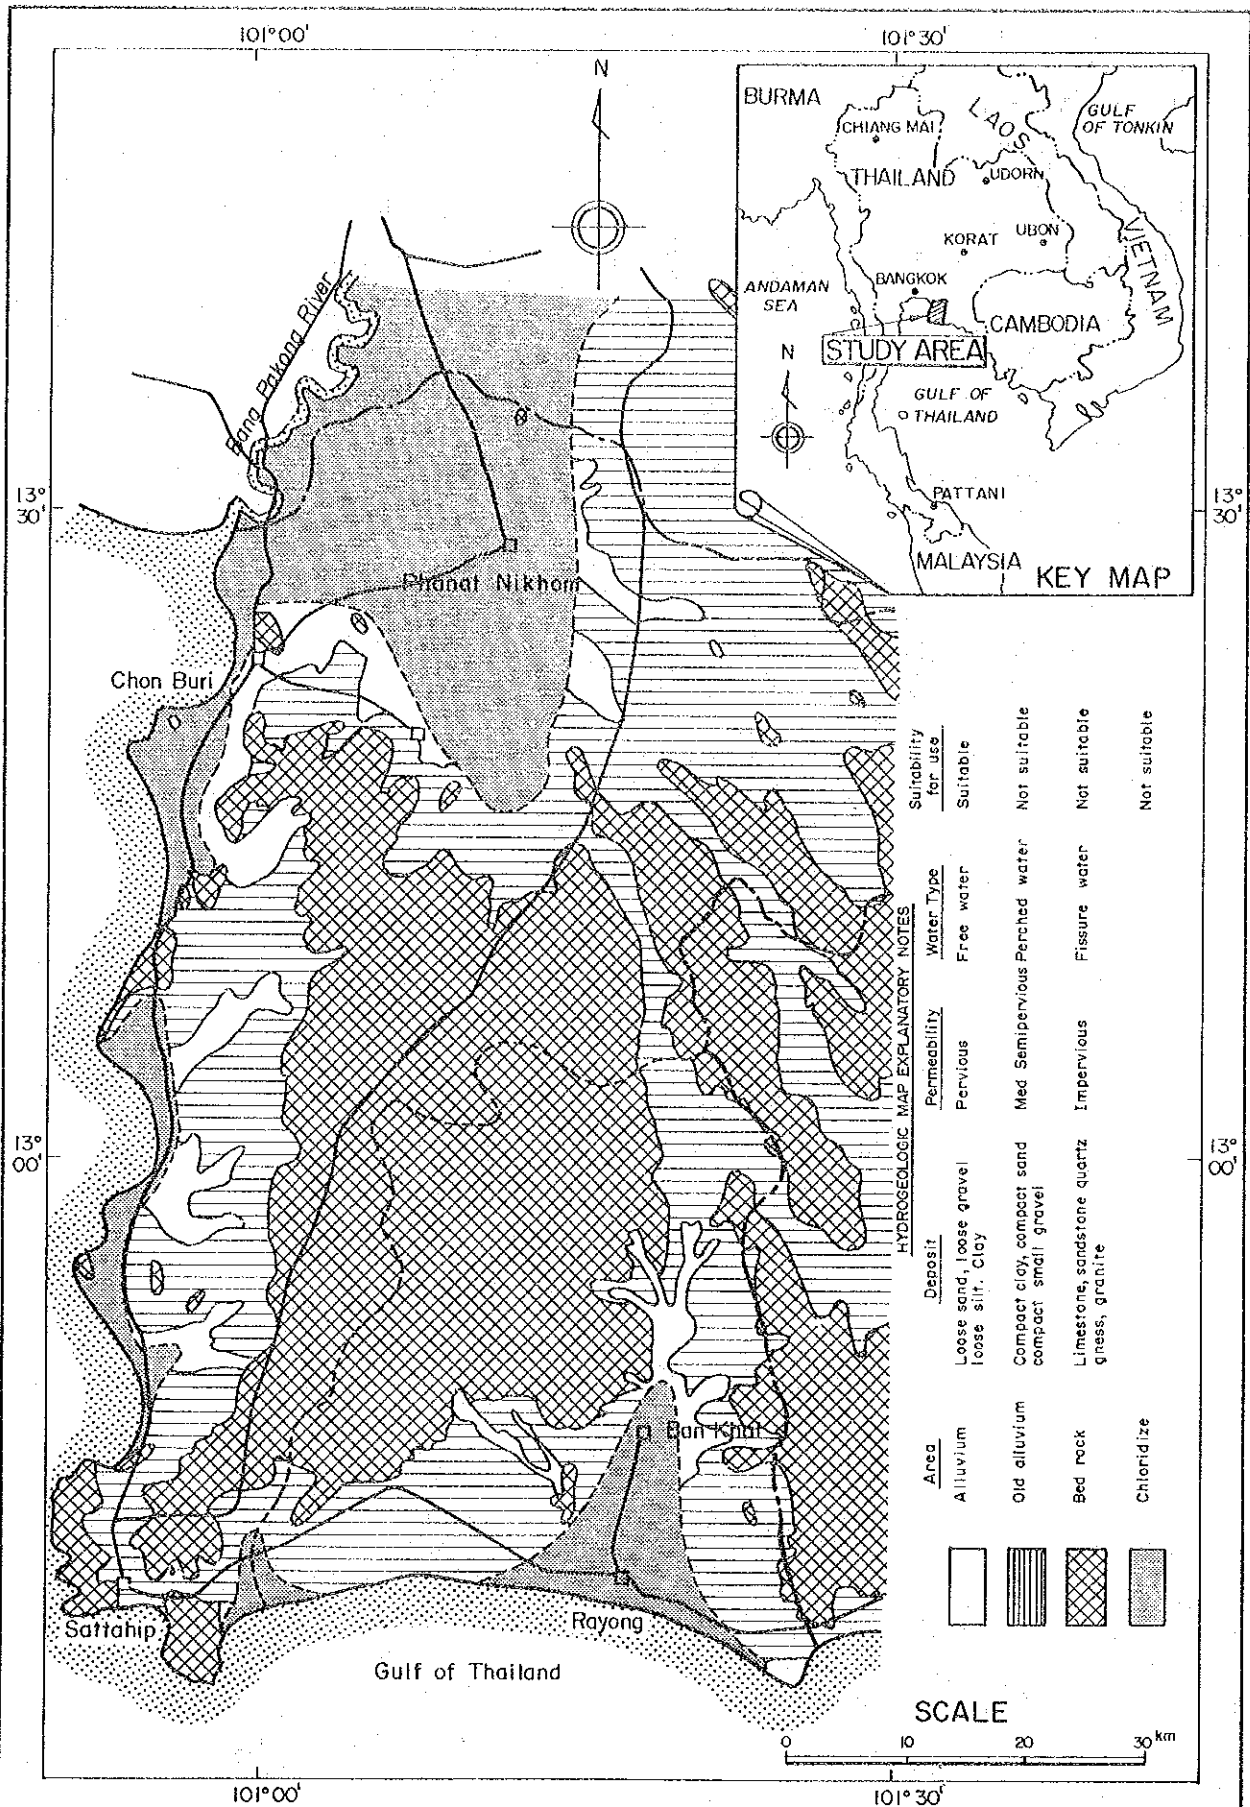 101°00'
101°30'
N
BURMA
CHIANG MAI
LAOS
GULF
OF TONKIN
THAILAND
UDORN
KORAT
UBON
VIETNAM
ANDAMAN
SEA
BANGKOK
CAMBODIA
N
STUDY AREA
GULF OF
THAILAND
PATTANI
MALAYSIA
KEY MAP
Bang Pakong River
13°
30'
13°
30'
Phanat Nikhom
Chon Buri
13°
00'
13°
00'
Ban Khai
Sattahip
Rayong
Gulf of Thailand
HYDROGEOLOGIC MAP EXPLANATORY NOTES
Area
Deposit
Permeability
Water Type
Suitability
for use
Alluvium
Loose sand, loose gravel
loose silt. Clay
Pervious
Free water
Suitable
Old alluvium
Compact clay, compact sand
compact small gravel
Med Semipervious
Perched water
Not suitable
Bed rock
Limestone, sandstone quartz
gness, granite
Impervious
Fissure water
Not suitable
Chloridize
Not suitable
SCALE
0 10 20 30 km
101°00'
101°30'